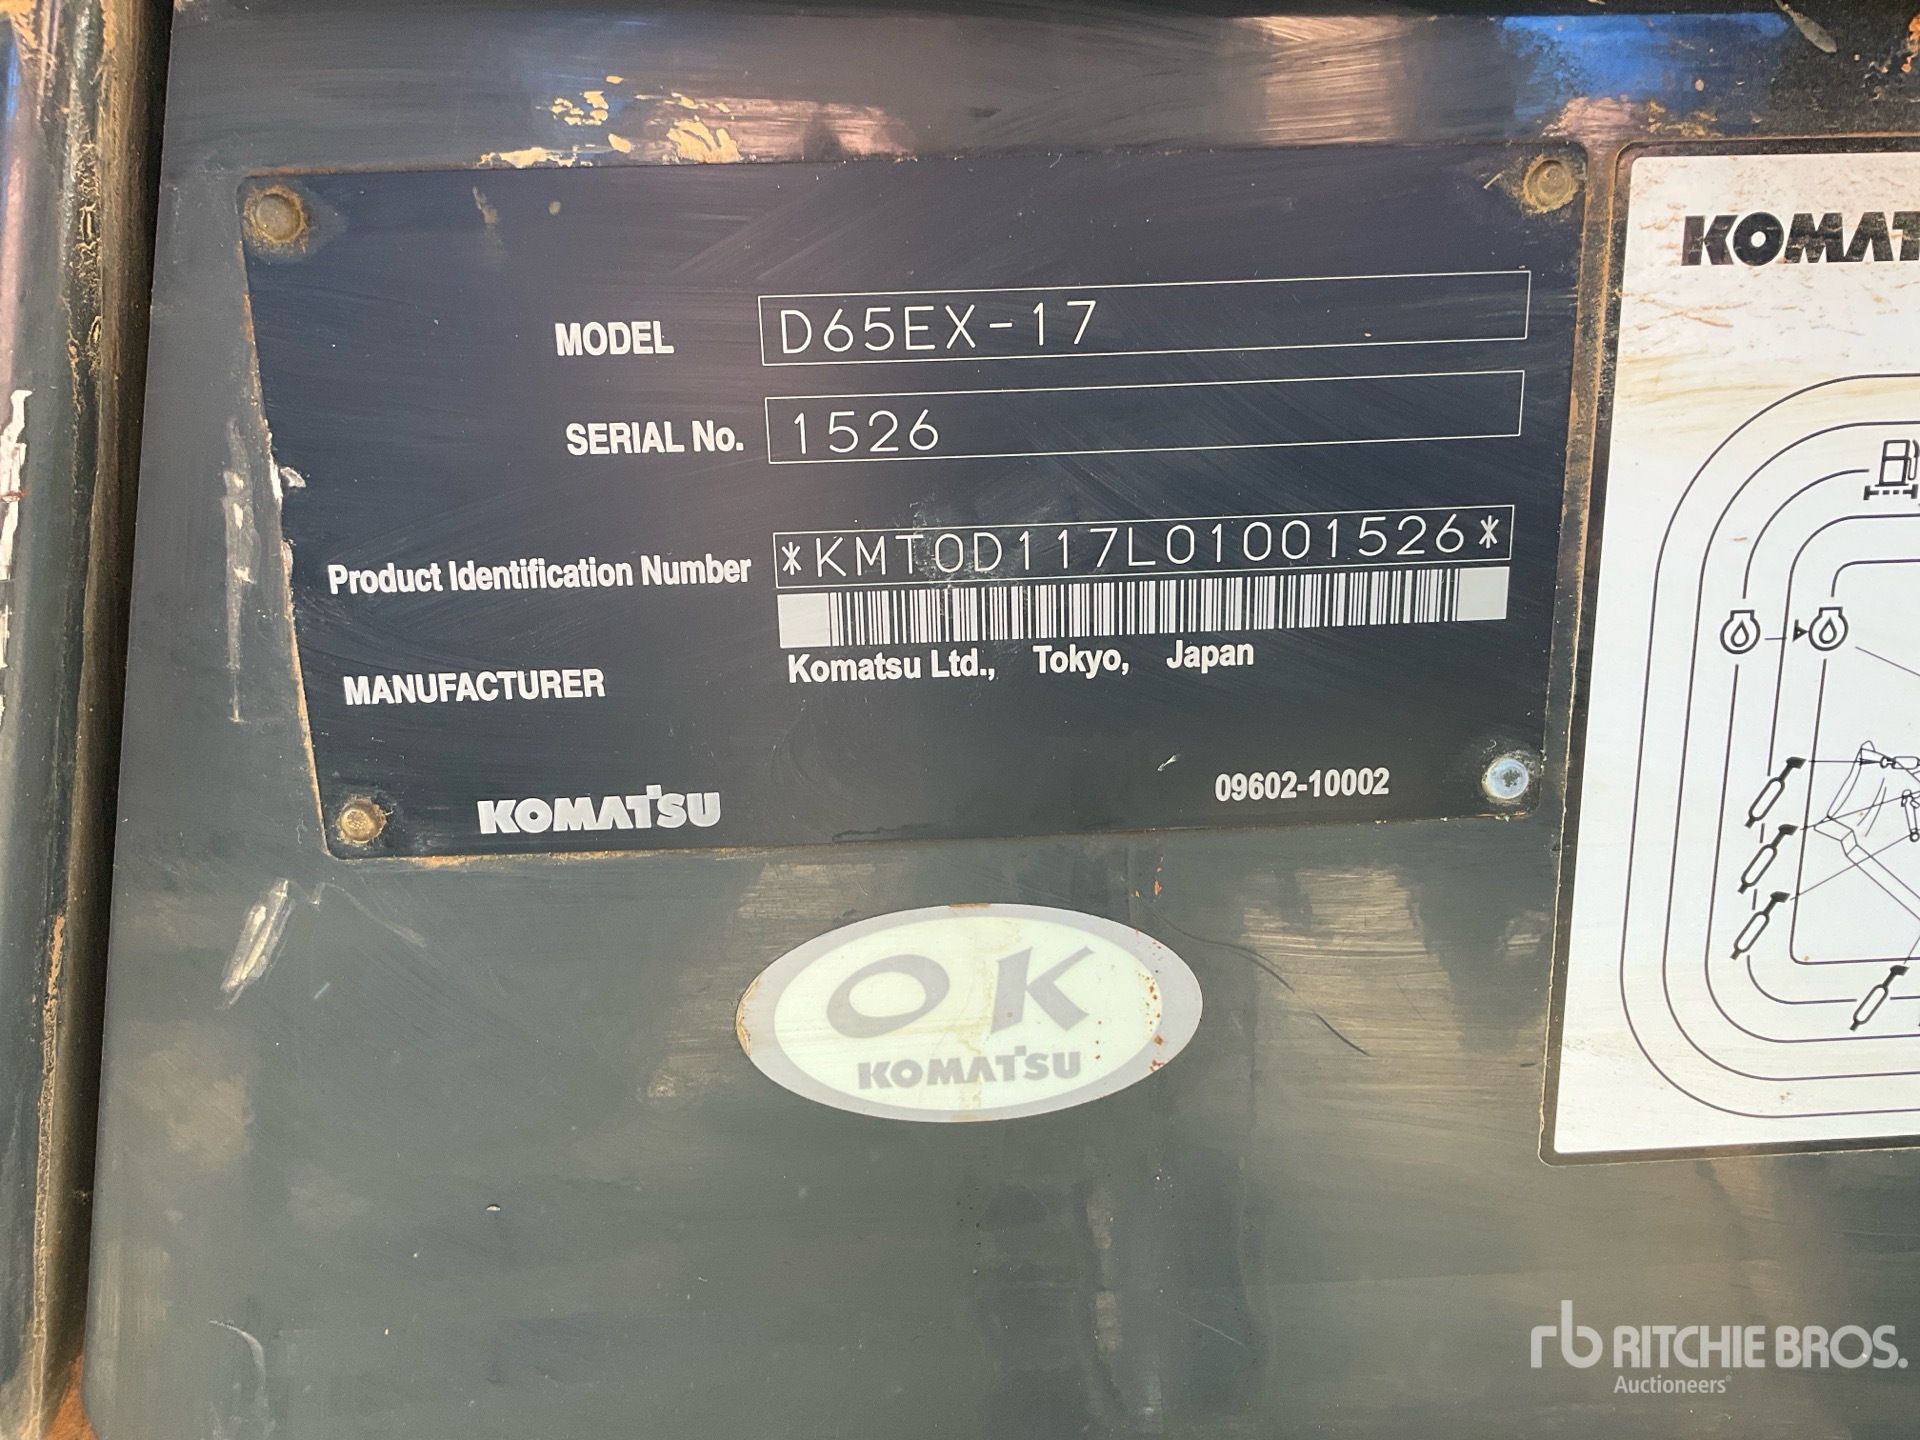 MODEL D65EX-17
SERIAL No. 1526
Product Identification Number *KMT0D117L01001526*
MANUFACTURER Komatsu Ltd., Tokyo, Japan
KOMATSU 09602-10002
OK
KOMATSU
KOMAT
rb RITCHIE BROS.
Auctioneers